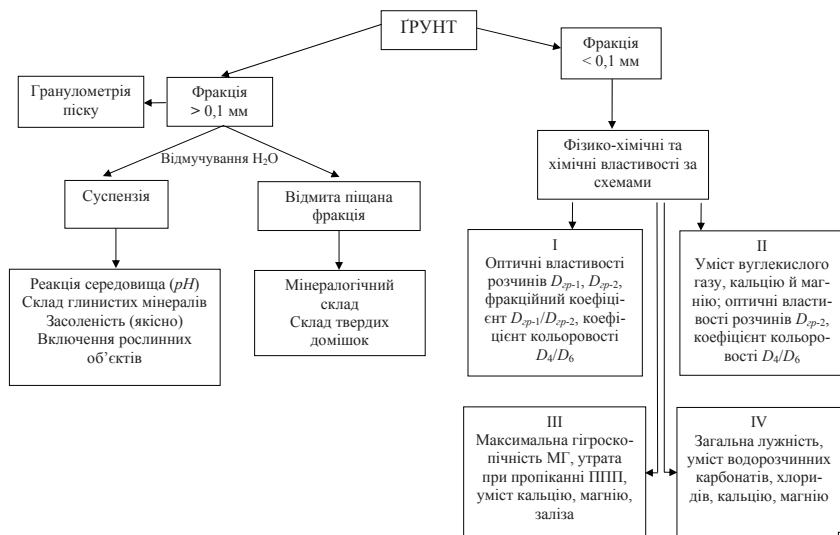 ҐРУНТ
Фракція
< 0,1 мм
Гранулометрія
піску
Фракція
> 0,1 мм
Відмучування H₂O
Фізико-хімічні та
хімічні властивості за
схемами
Суспензія
Відмита піщана
фракція
Реакція середовища (pH)
Склад глинистих мінералів
Засоленість (якісно)
Включення рослинних
об’єктів
Мінералогічний
склад
Склад твердих
домішок
I
Оптичні властивості
розчинів Dгр-1, Dгр-2,
фракційний коефіці-
єнт Dгр-1/Dгр-2, коефі-
цієнт кольоровості
D4/D6
II
Уміст вуглекислого
газу, кальцію й маг-
нію; оптичні власти-
вості розчинів Dгр-2,
коефіцієнт кольоро-
вості D4/D6
III
Максимальна гігроско-
пічність МГ, утрата
при пропіканні ППП,
уміст кальцію, магнію,
заліза
IV
Загальна лужність,
уміст водорозчинних
карбонатів, хлори-
дів, кальцію, магнію